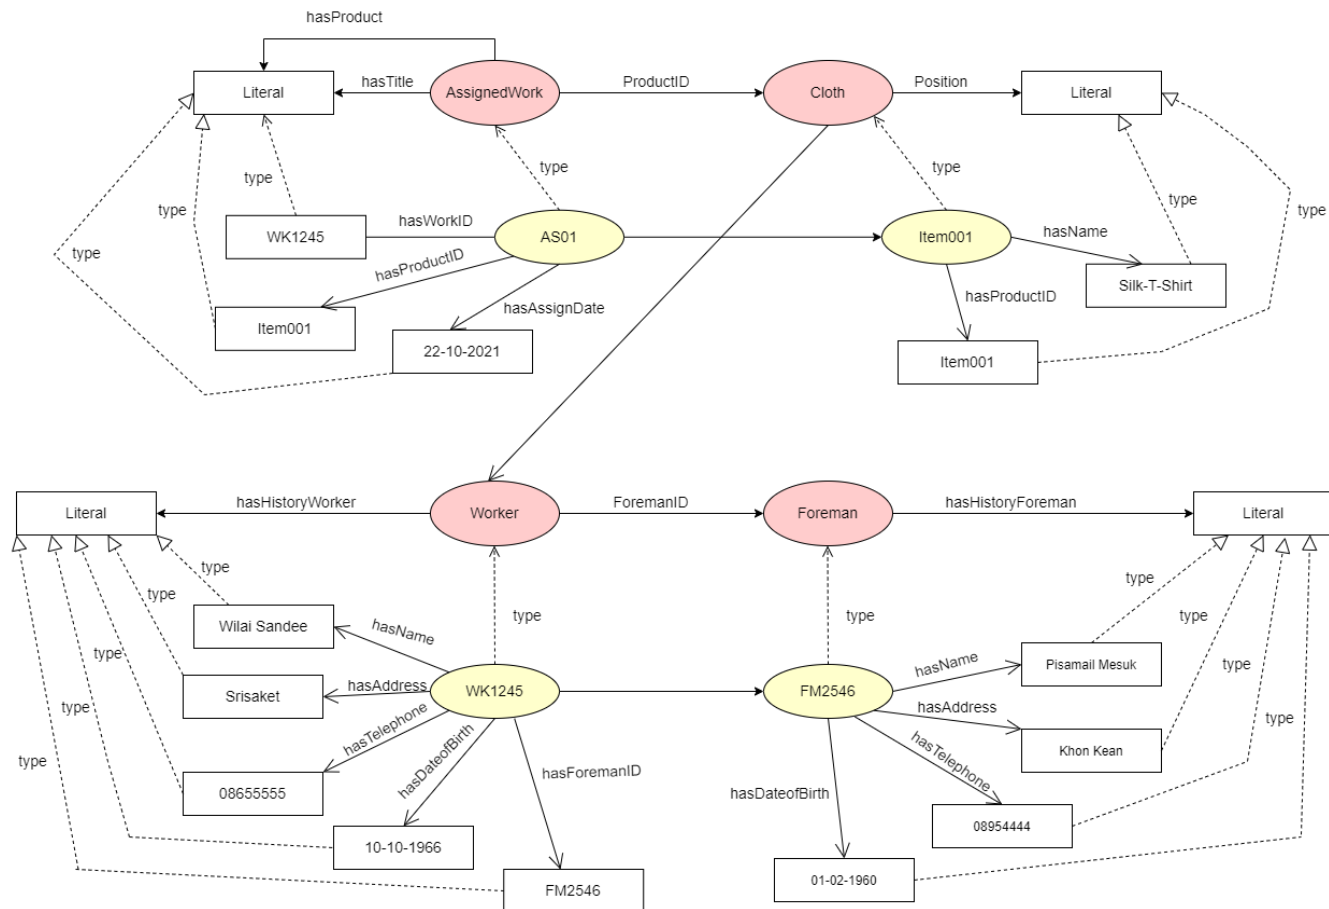 hasProduct
Literal
hasTitle
AssignedWork
ProductID
Cloth
Position
Literal
type
type
type
type
type
type
type
WK1245
hasWorkID
AS01
Item001
hasName
hasProductID
Silk-T-Shirt
Item001
hasAssignDate
hasProductID
22-10-2021
Item001
Literal
hasHistoryWorker
Worker
ForemanID
Foreman
hasHistoryForeman
Literal
type
type
type
type
type
type
type
type
type
type
type
Wilai Sandee
hasName
Srisaket
hasAddress
WK1245
FM2546
hasName
Pisamail Mesuk
hasAddress
Khon Kean
hasTelephone
08655555
hasDateofBirth
hasForemanID
hasDateofBirth
hasTelephone
08954444
10-10-1966
FM2546
01-02-1960